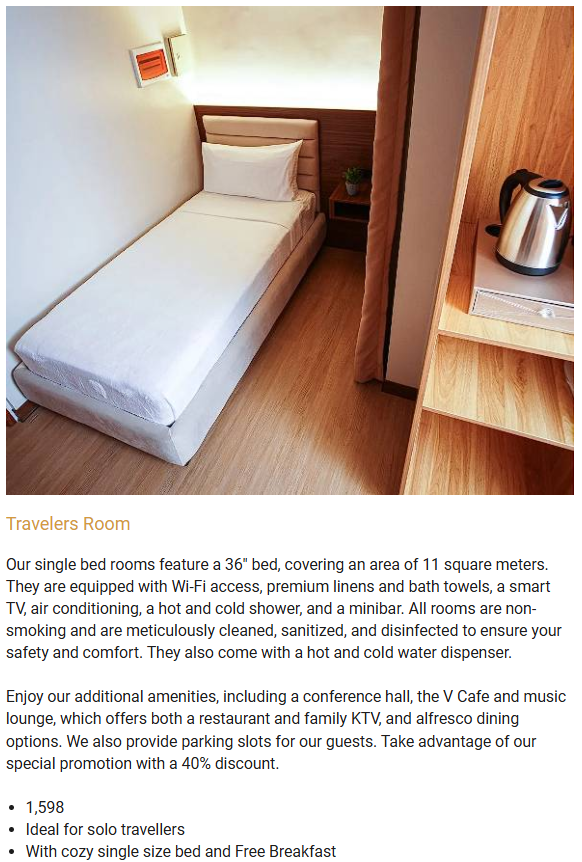 Travelers Room
Our single bed rooms feature a 36" bed, covering an area of 11 square meters.
They are equipped with Wi-Fi access, premium linens and bath towels, a smart
TV, air conditioning, a hot and cold shower, and a minibar. All rooms are non-
smoking and are meticulously cleaned, sanitized, and disinfected to ensure your
safety and comfort. They also come with a hot and cold water dispenser.
Enjoy our additional amenities, including a conference hall, the V Cafe and music
lounge, which offers both a restaurant and family KTV, and alfresco dining
options. We also provide parking slots for our guests. Take advantage of our
special promotion with a 40% discount.
• 1,598
• Ideal for solo travellers
• With cozy single size bed and Free Breakfast